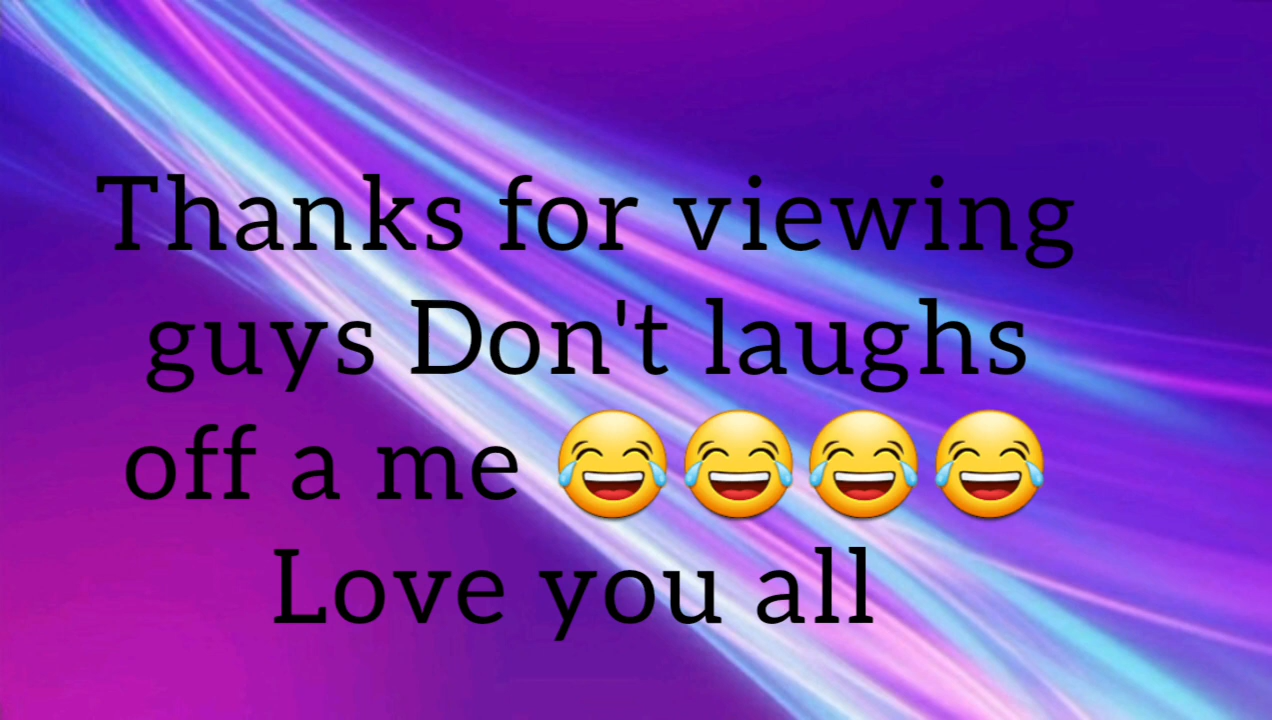 Thanks for viewing
guys Don't laughs
off a me 😂😂😂😂
Love you all